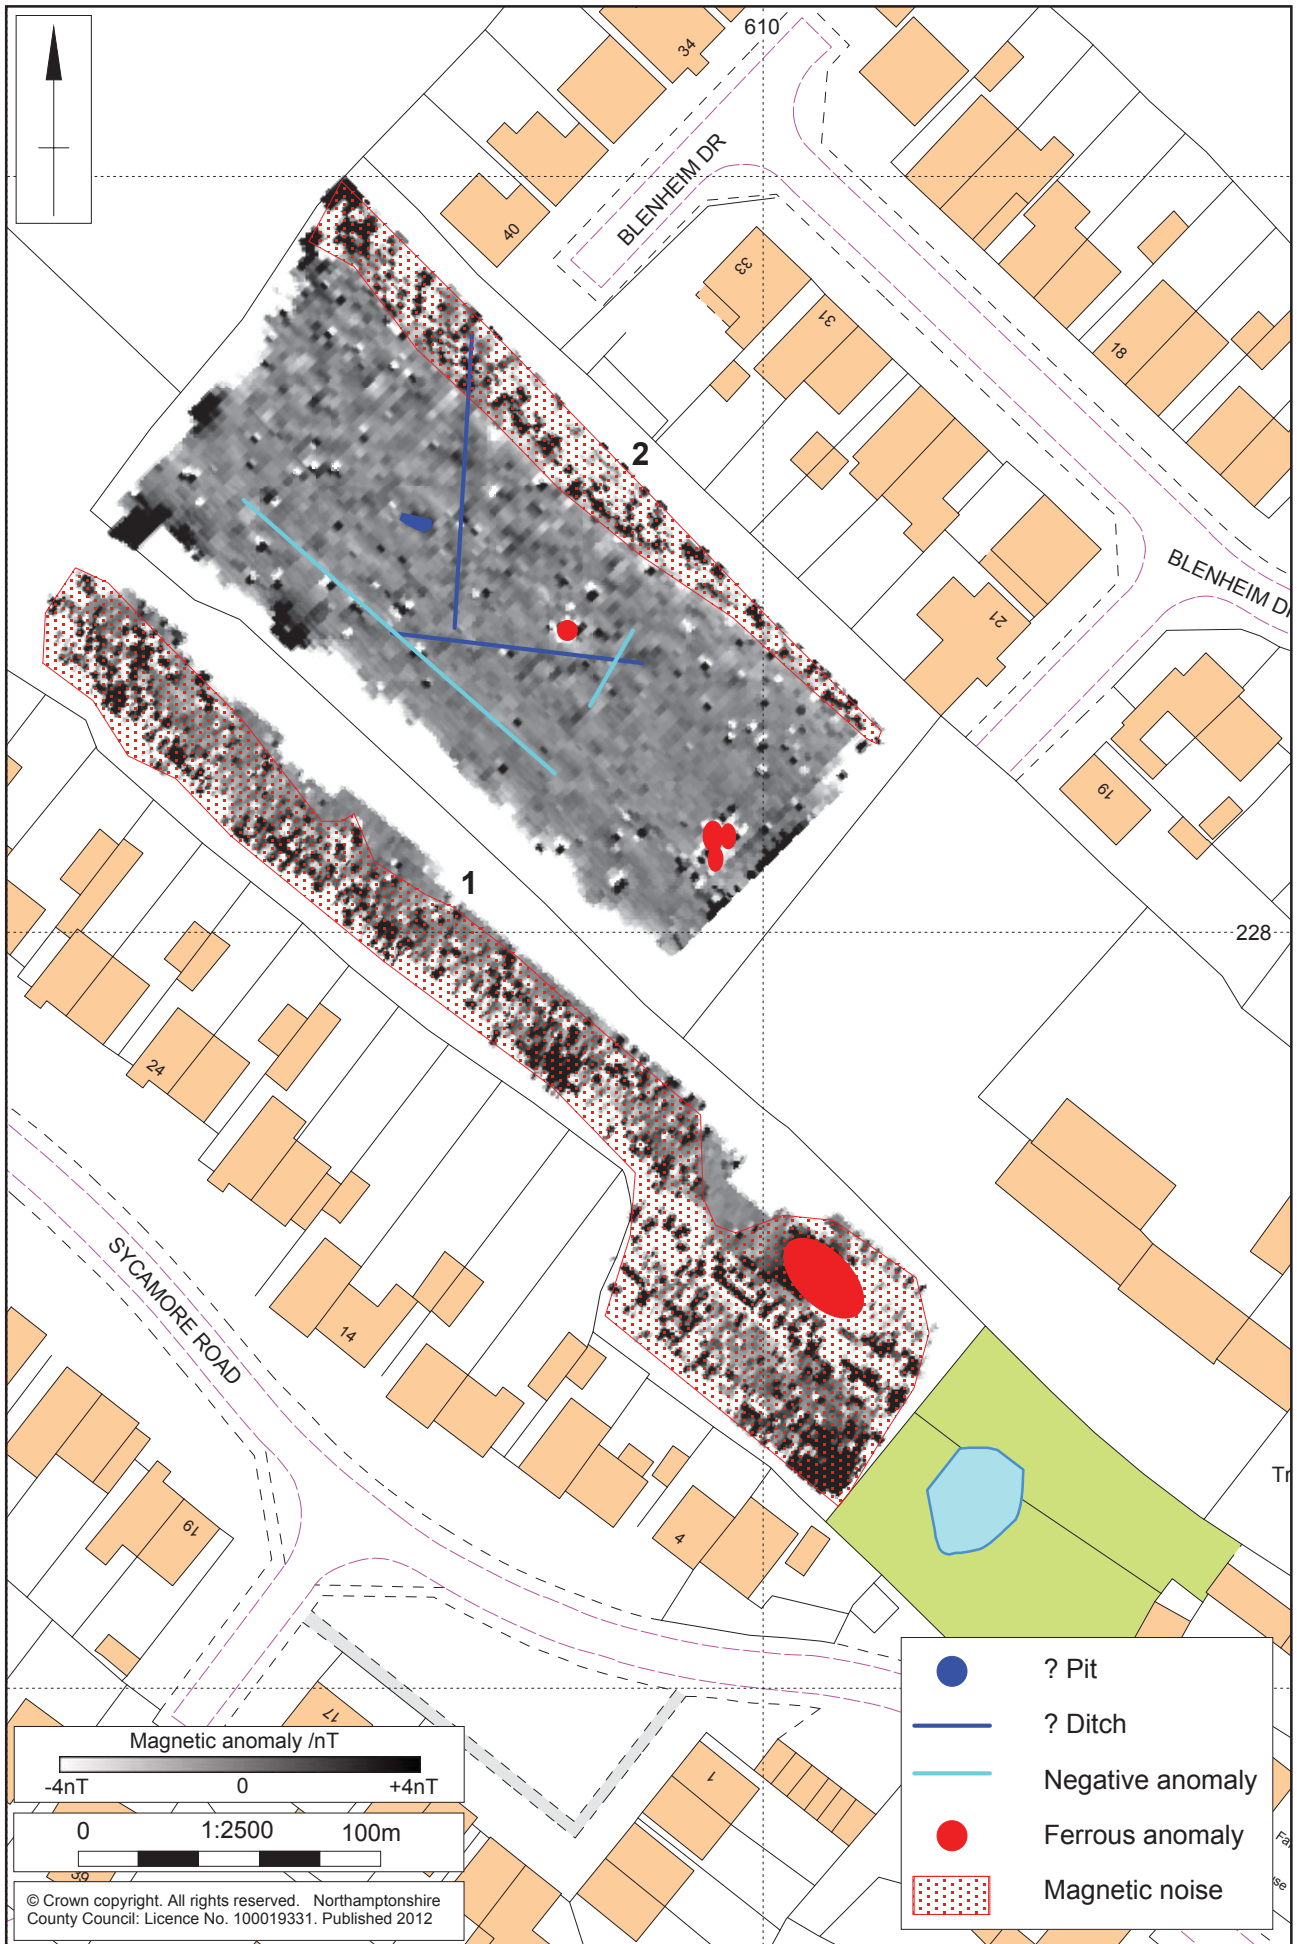 610
34
BLENHEIM DR
40
33
31
18
2
BLENHEIM
21
19
1
228
24
SYCAMORE ROAD
14
19
4
Tr
17
1
39
? Pit
? Ditch
Negative anomaly
Ferrous anomaly
Magnetic noise
Magnetic anomaly /nT
-4nT 0 +4nT
0 1:2500 100m
© Crown copyright. All rights reserved. Northamptonshire
County Council: Licence No. 100019331. Published 2012